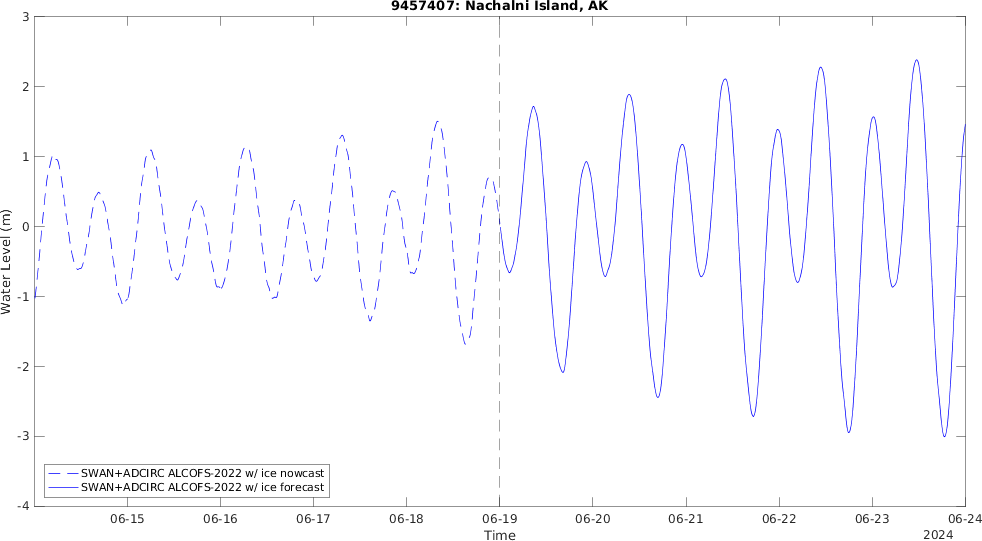 9457407: Nachalni Island, AK
3
2
1
0
-1
-2
-3
-4
Water Level (m)
SWAN+ADCIRC ALCOFS-2022 w/ ice nowcast
SWAN+ADCIRC ALCOFS-2022 w/ ice forecast
06-15 06-16 06-17 06-18 06-19 06-20 06-21 06-22 06-23 06-24
Time
2024